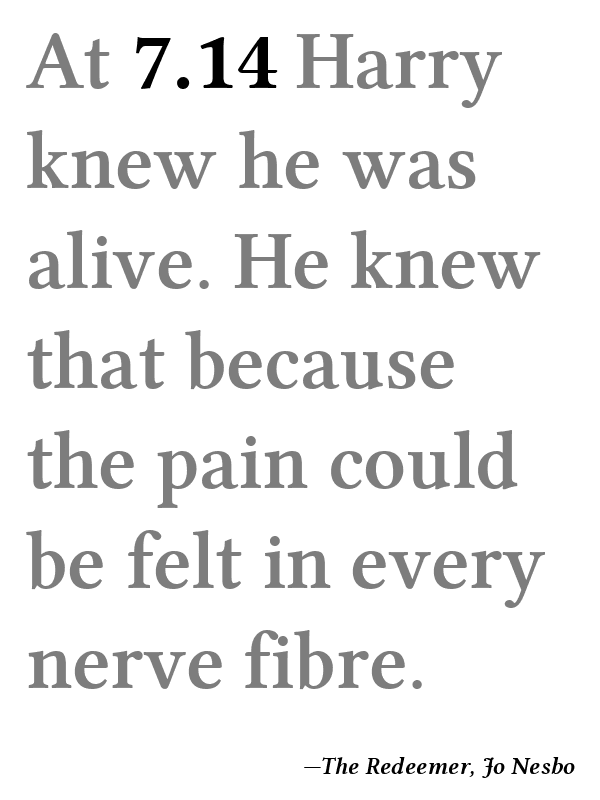 At 7.14 Harry
knew he was
alive. He knew
that because
the pain could
be felt in every
nerve fibre.
—The Redeemer, Jo Nesbo